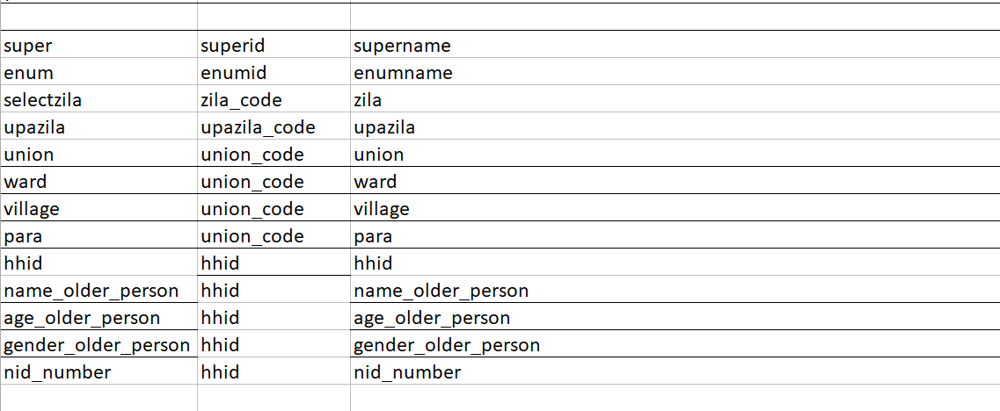 super superid supername
enum enumid enumname
selectzila zila_code zila
upazila upazila_code upazila
union union_code union
ward union_code ward
village union_code village
para union_code para
hhid hhid hhid
name_older_person hhid name_older_person
age_older_person hhid age_older_person
gender_older_person hhid gender_older_person
nid_number hhid nid_number